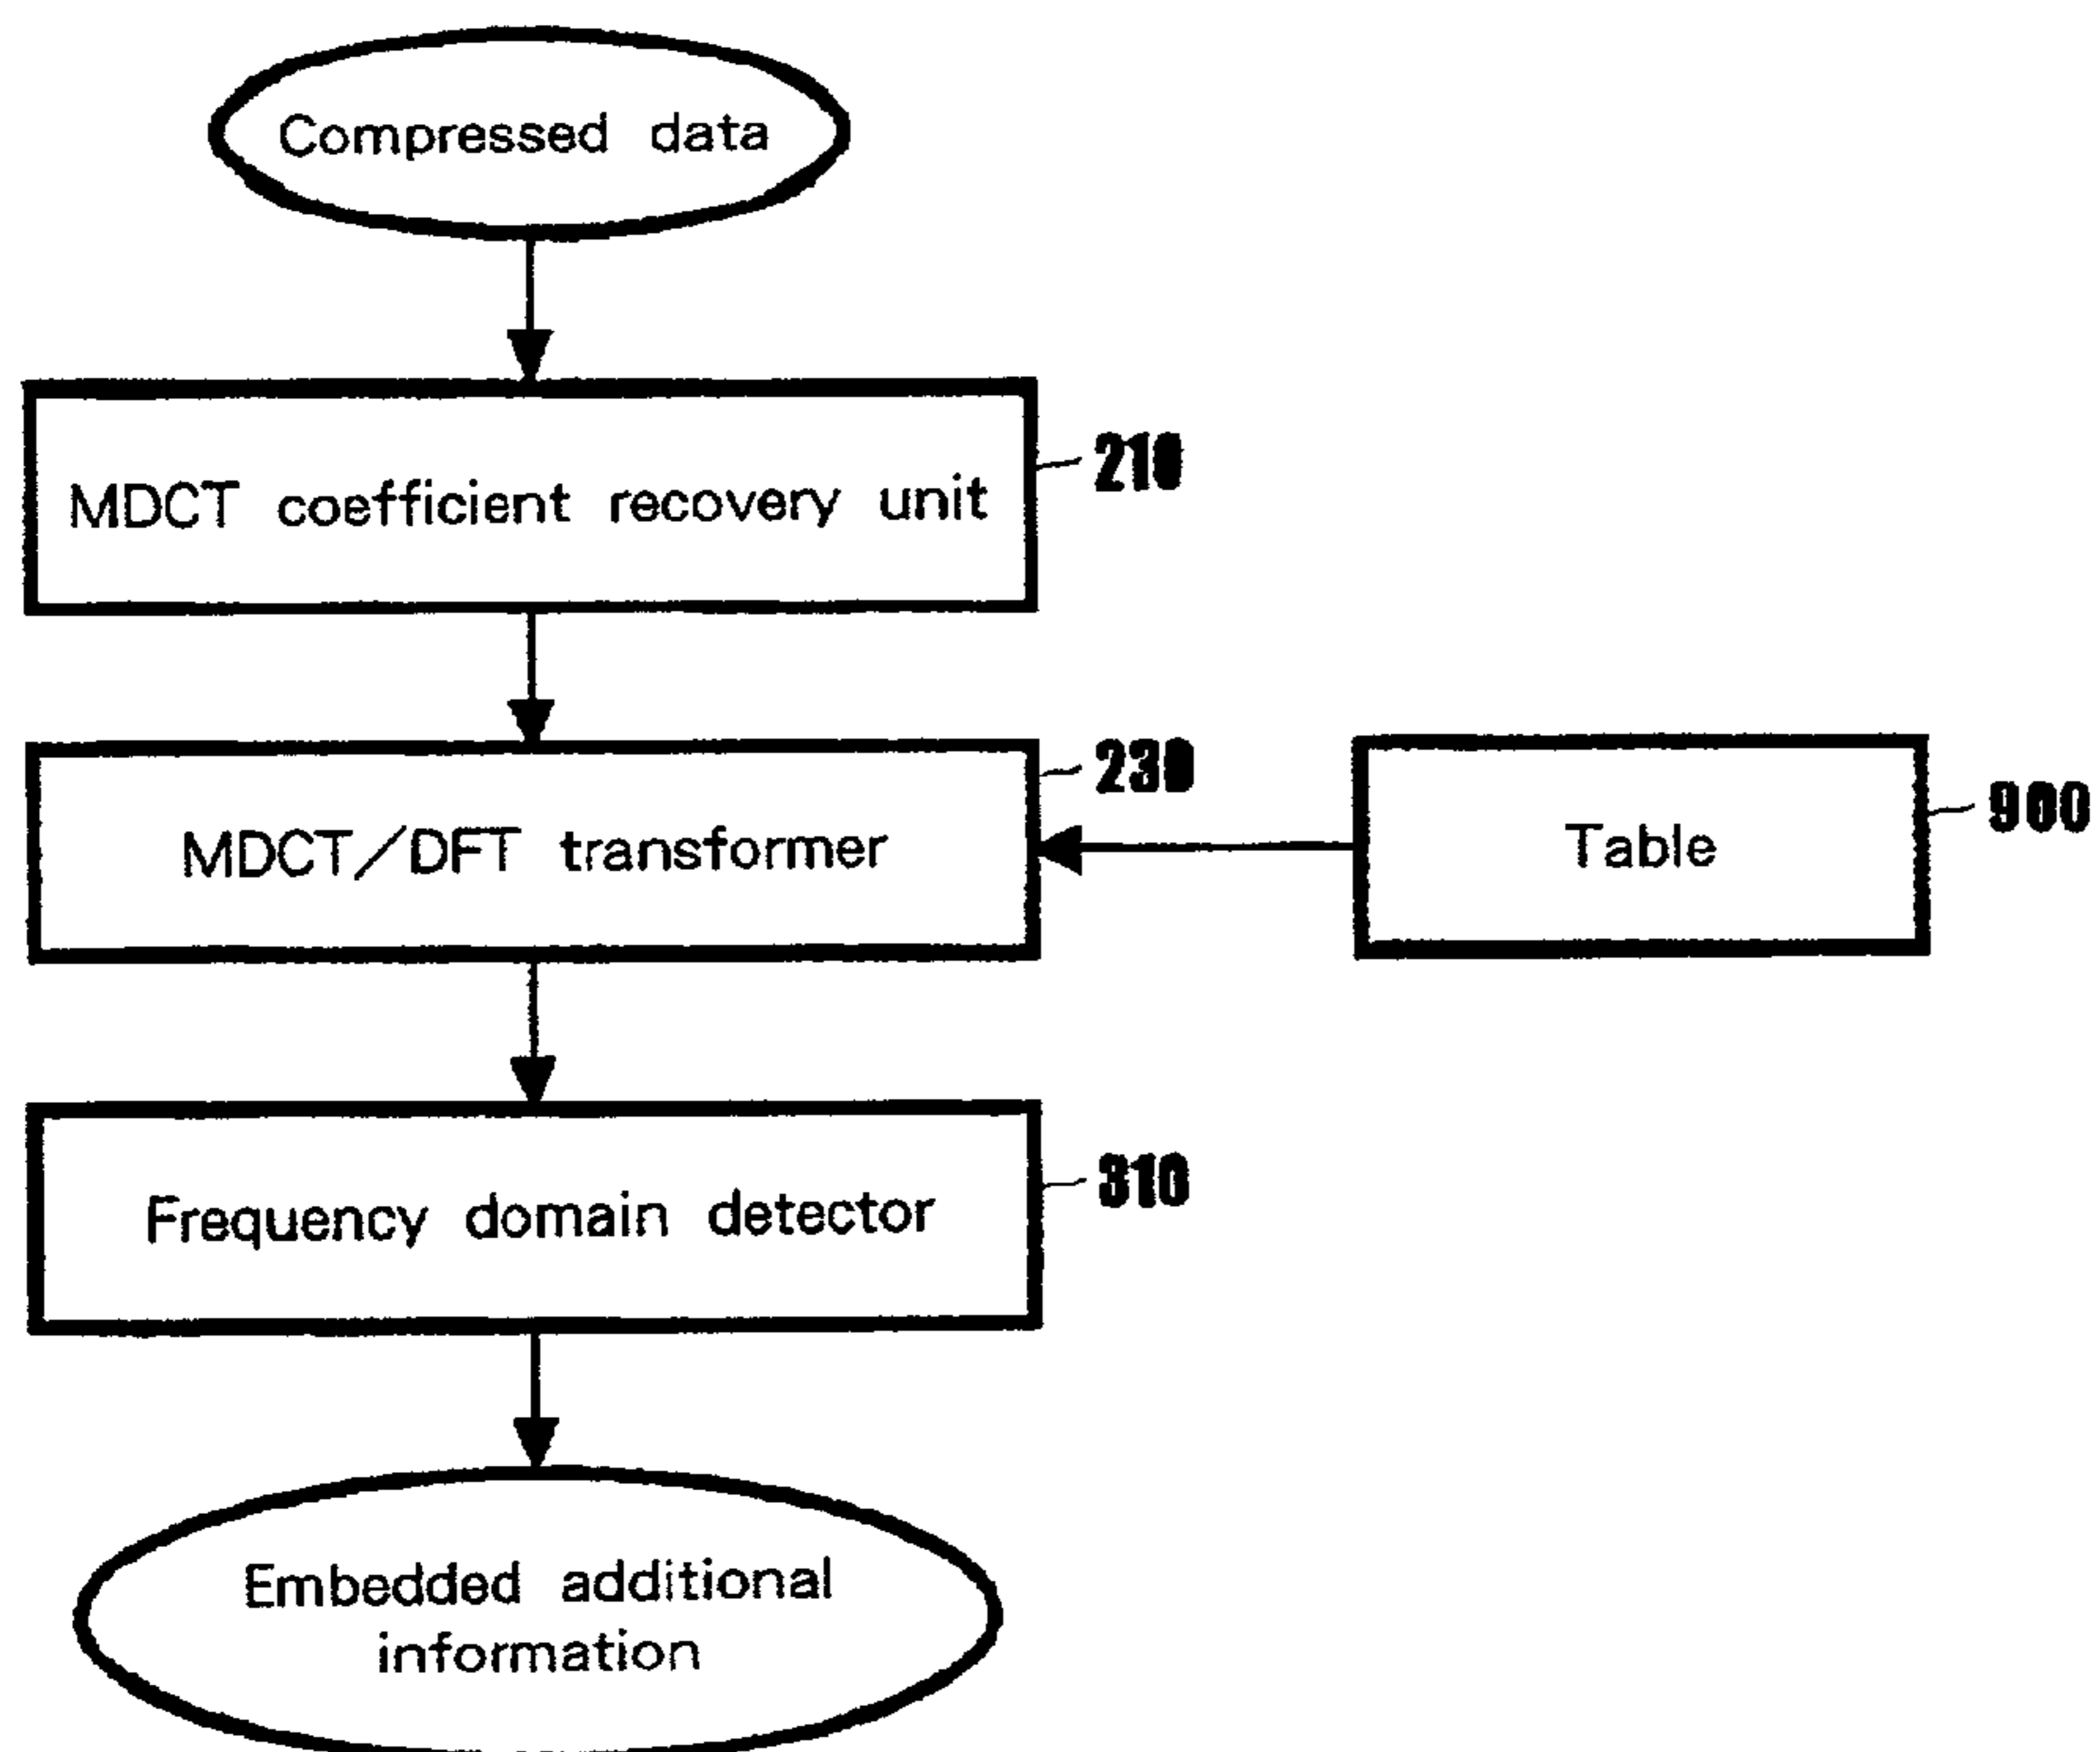 Compressed data
MDCT coefficient recovery unit
210
MDCT/DFT transformer
230
Table
900
Frequency domain detector
310
Embedded additional
information